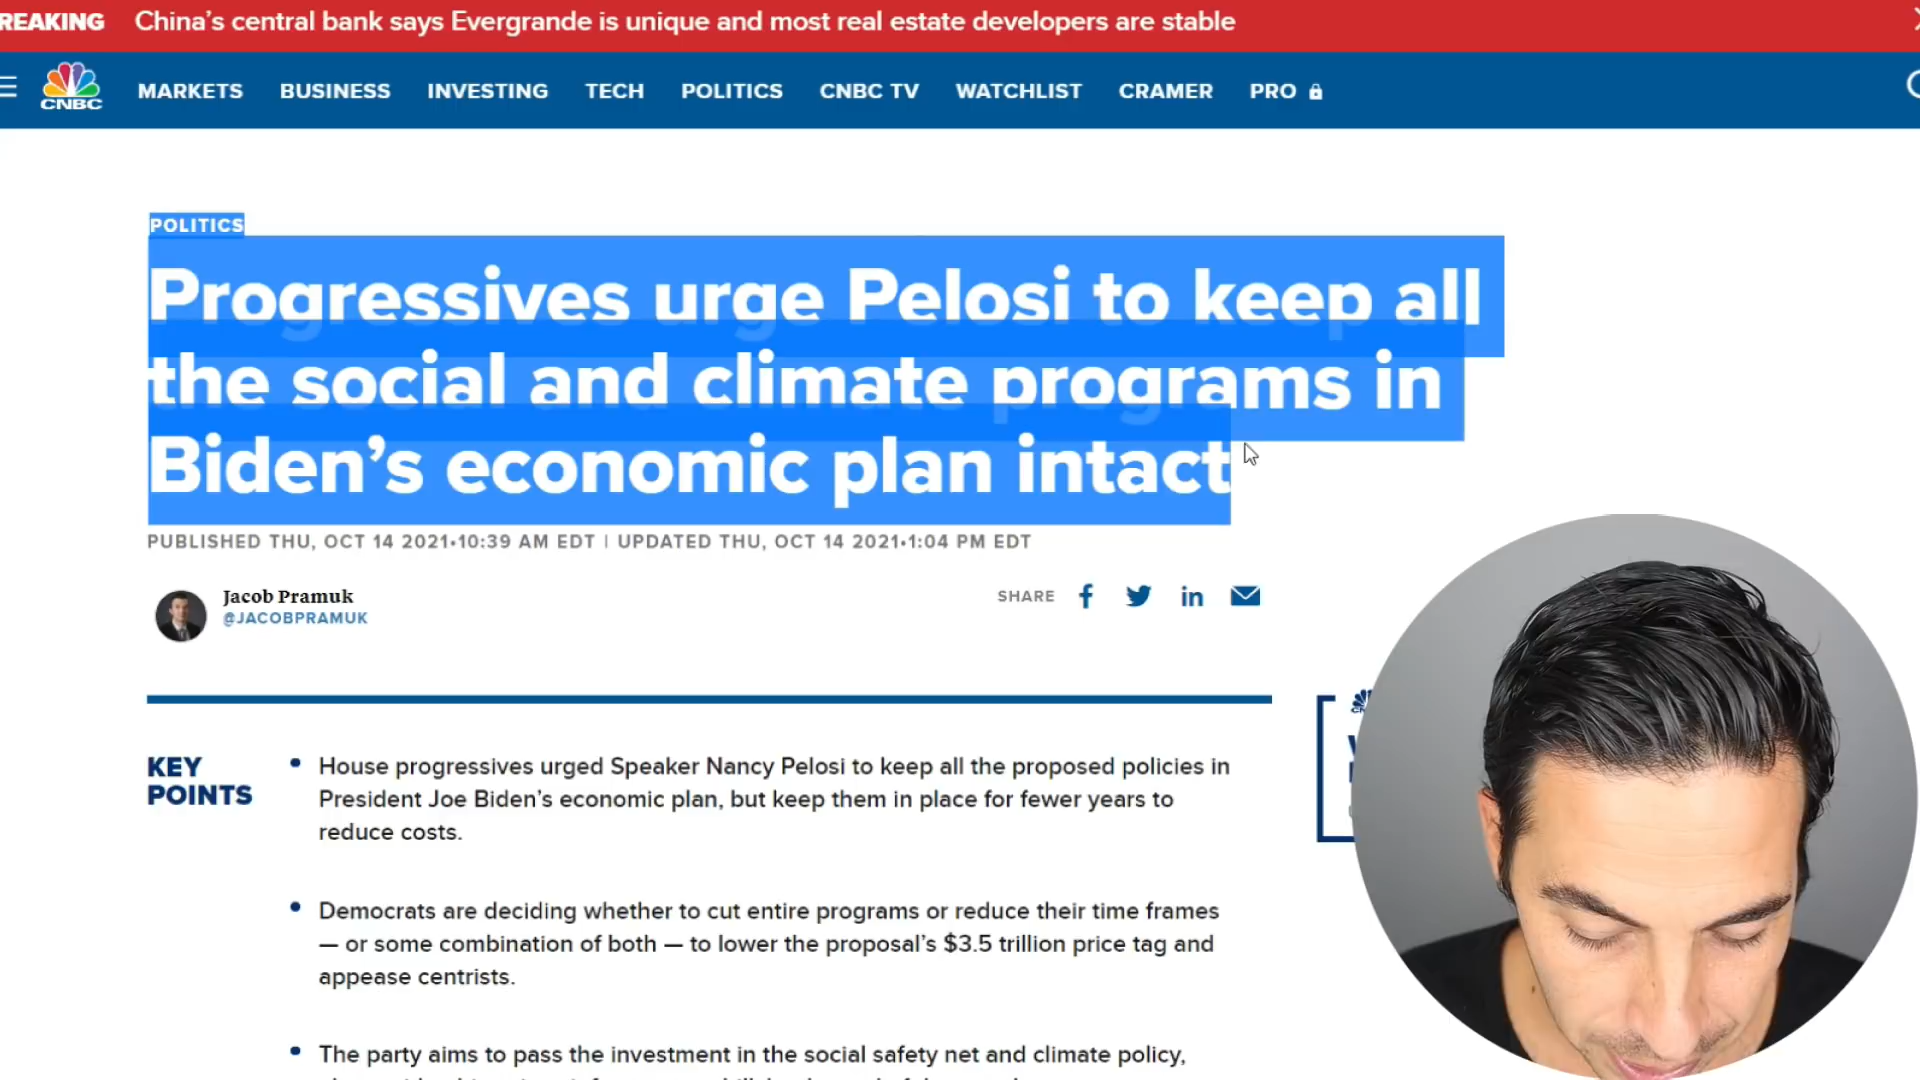 REAKING China's central bank says Evergrande is unique and most real estate developers are stable
CNBC MARKETS BUSINESS INVESTING TECH POLITICS CNBC TV WATCHLIST CRAMER PRO
POLITICS
Progressives urge Pelosi to keep all
the social and climate programs in
Biden's economic plan intact
PUBLISHED THU, OCT 14 2021•10:39 AM EDT | UPDATED THU, OCT 14 2021•1:04 PM EDT
Jacob Pramuk
@JACOBPRAMUK
SHARE
KEY
POINTS
• House progressives urged Speaker Nancy Pelosi to keep all the proposed policies in
President Joe Biden's economic plan, but keep them in place for fewer years to
reduce costs.
• Democrats are deciding whether to cut entire programs or reduce their time frames
— or some combination of both — to lower the proposal's $3.5 trillion price tag and
appease centrists.
• The party aims to pass the investment in the social safety net and climate policy,